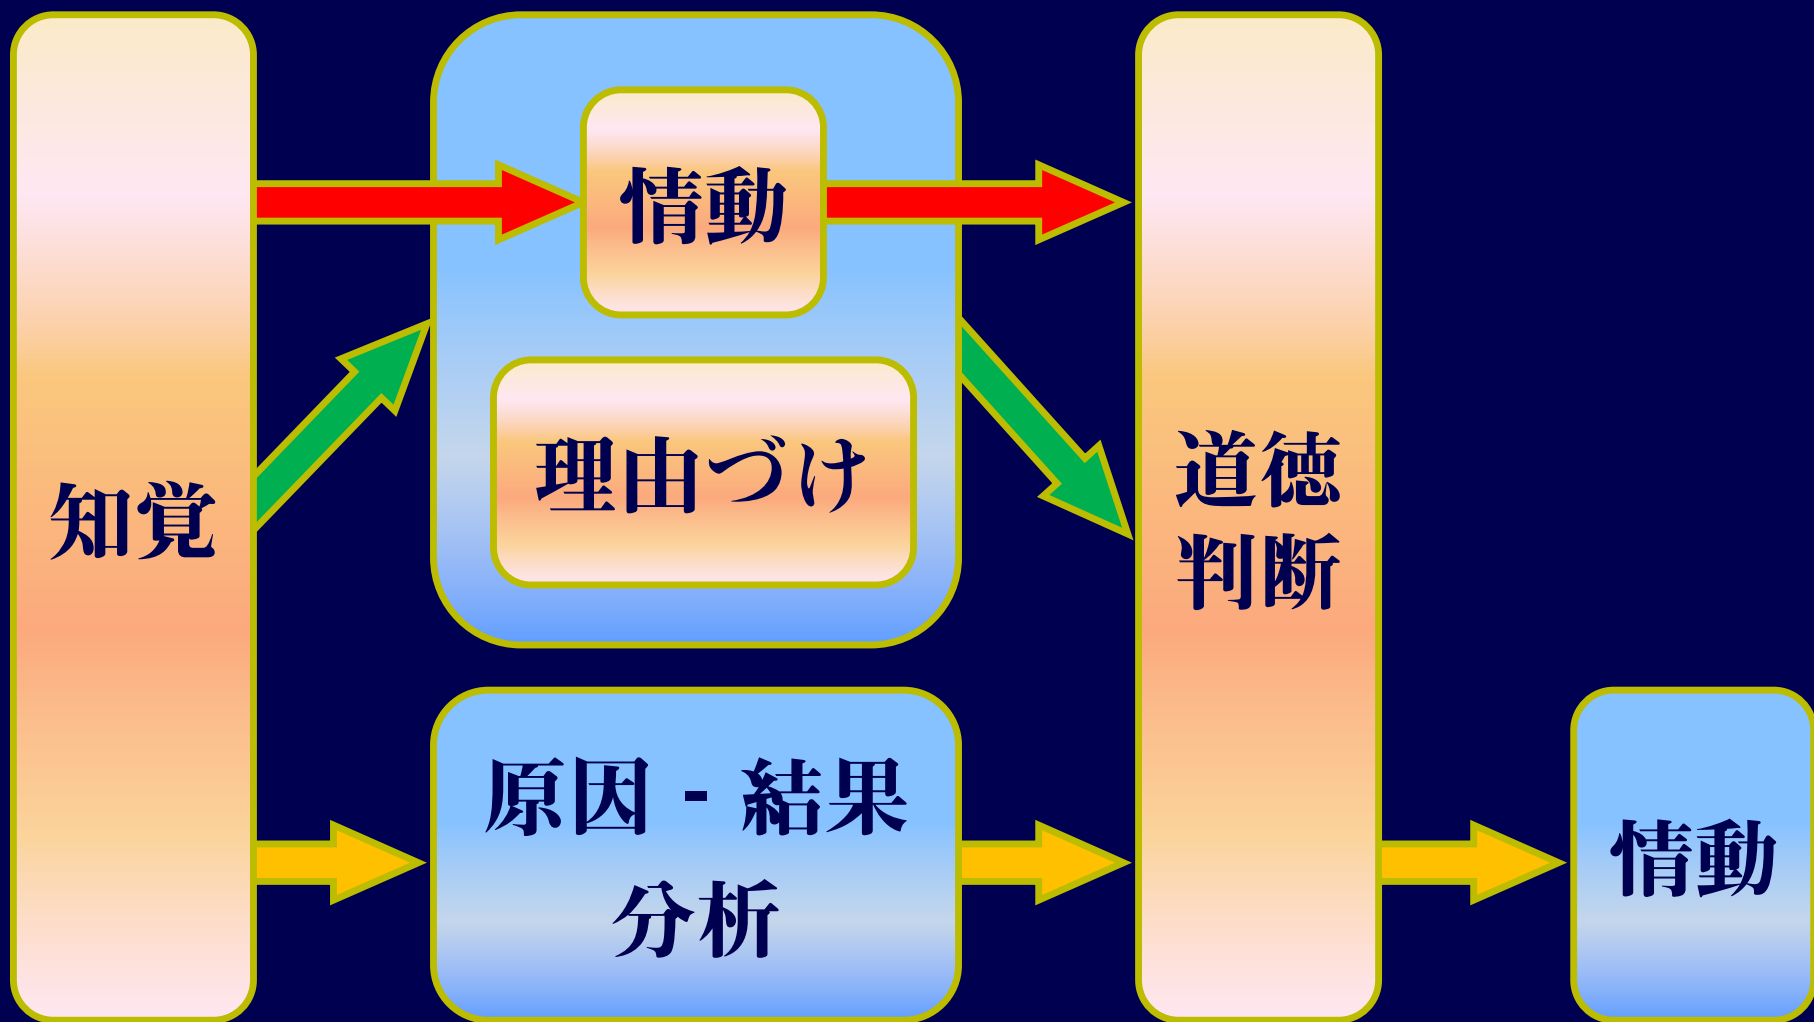 知覚
情動
理由づけ
原因 - 結果
分析
道徳
判断
情動